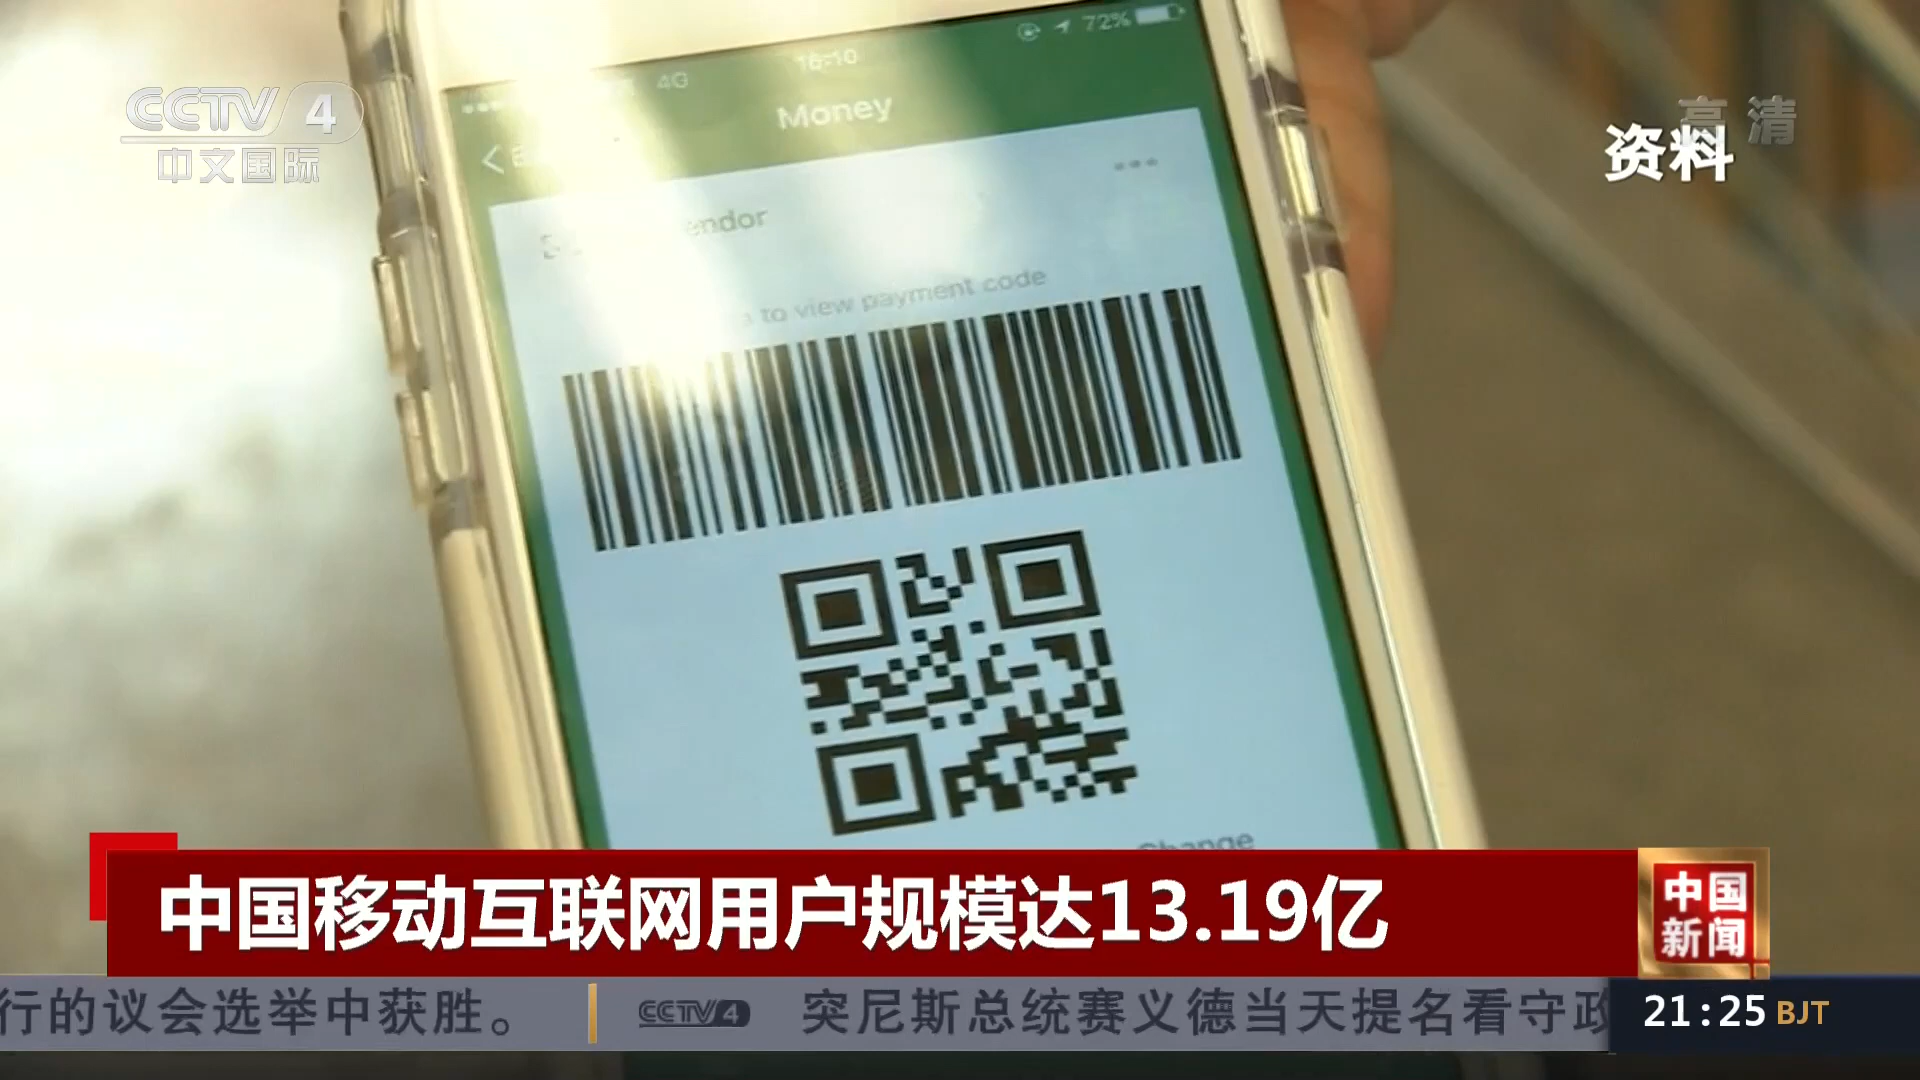 16:10
72%
4G
Money
CCTV 4
中文国际
高清
资料
endor
to view payment code
Change
中国移动互联网用户规模达13.19亿
中国
新闻
行的议会选举中获胜。
CCTV 4
突尼斯总统赛义德当天提名看守政
21:25 BJT